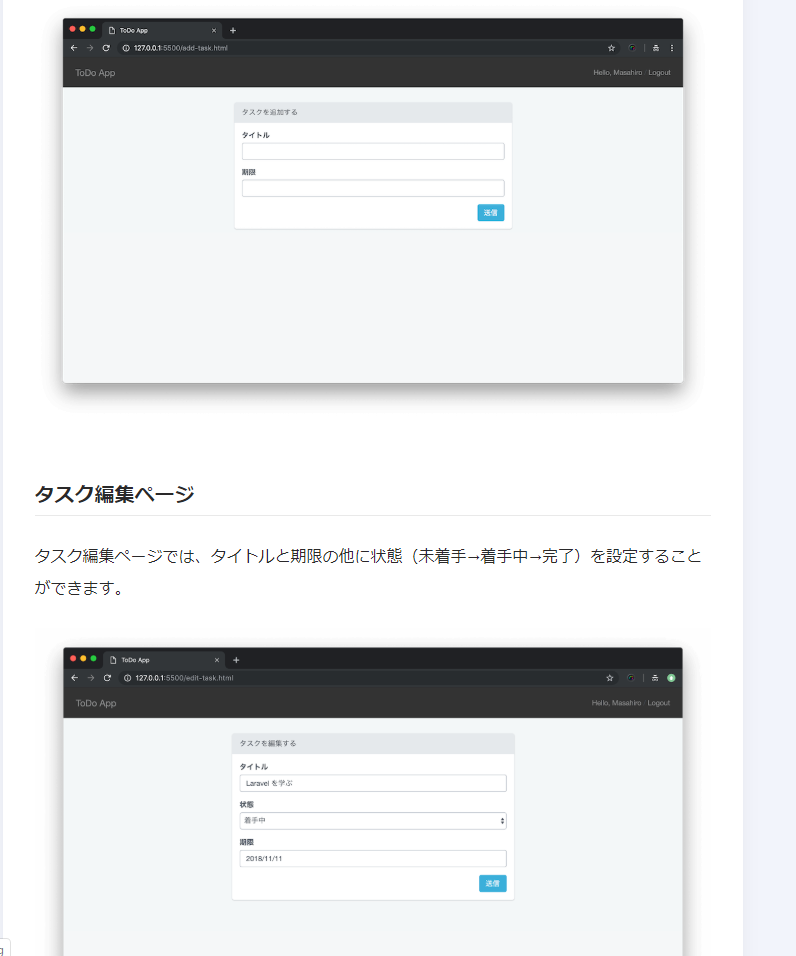 ToDo App
127.0.0.1:5500/add-task.html
ToDo App
Hello, Masahiro Logout
タスクを追加する
タイトル
期限
送信
タスク編集ページ
タスク編集ページでは、タイトルと期限の他に状態（未着手→着手中→完了）を設定すること
ができます。
ToDo App
127.0.0.1:5500/edit-task.html
ToDo App
Hello, Masahiro Logout
タスクを編集する
タイトル
Laravel を学ぶ
状態
着手中
期限
2018/11/11
送信